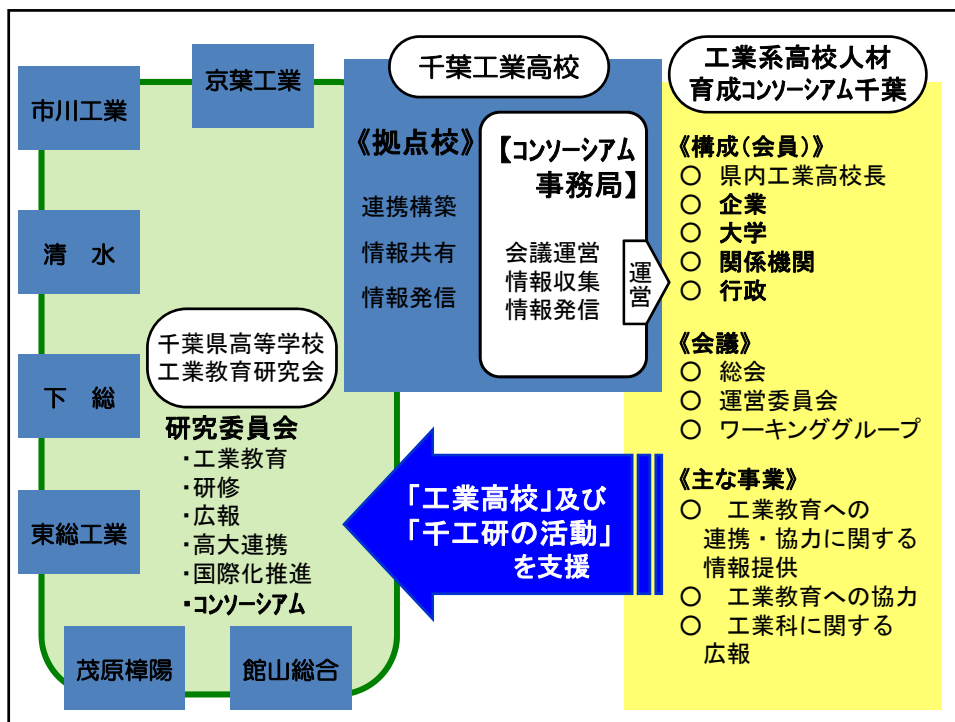 京葉工業
市川工業
清　水
下　総
東総工業
茂原樟陽
館山総合
千葉県高等学校
工業教育研究会
研究委員会
・工業教育
・研修
・広報
・高大連携
・国際化推進
・コンソーシアム
千葉工業高校
《拠点校》
連携構築
情報共有
情報発信
【コンソーシアム
事務局】
会議運営
情報収集
情報発信
運営
「工業高校」及び
「千工研の活動」
を支援
工業系高校人材
育成コンソーシアム千葉
《構成（会員）》
○　県内工業高校長
○　企業
○　大学
○　関係機関
○　行政
《会議》
○　総会
○　運営委員会
○　ワーキンググループ
《主な事業》
○　工業教育への
連携・協力に関する
情報提供
○　工業教育への協力
○　工業科に関する
広報